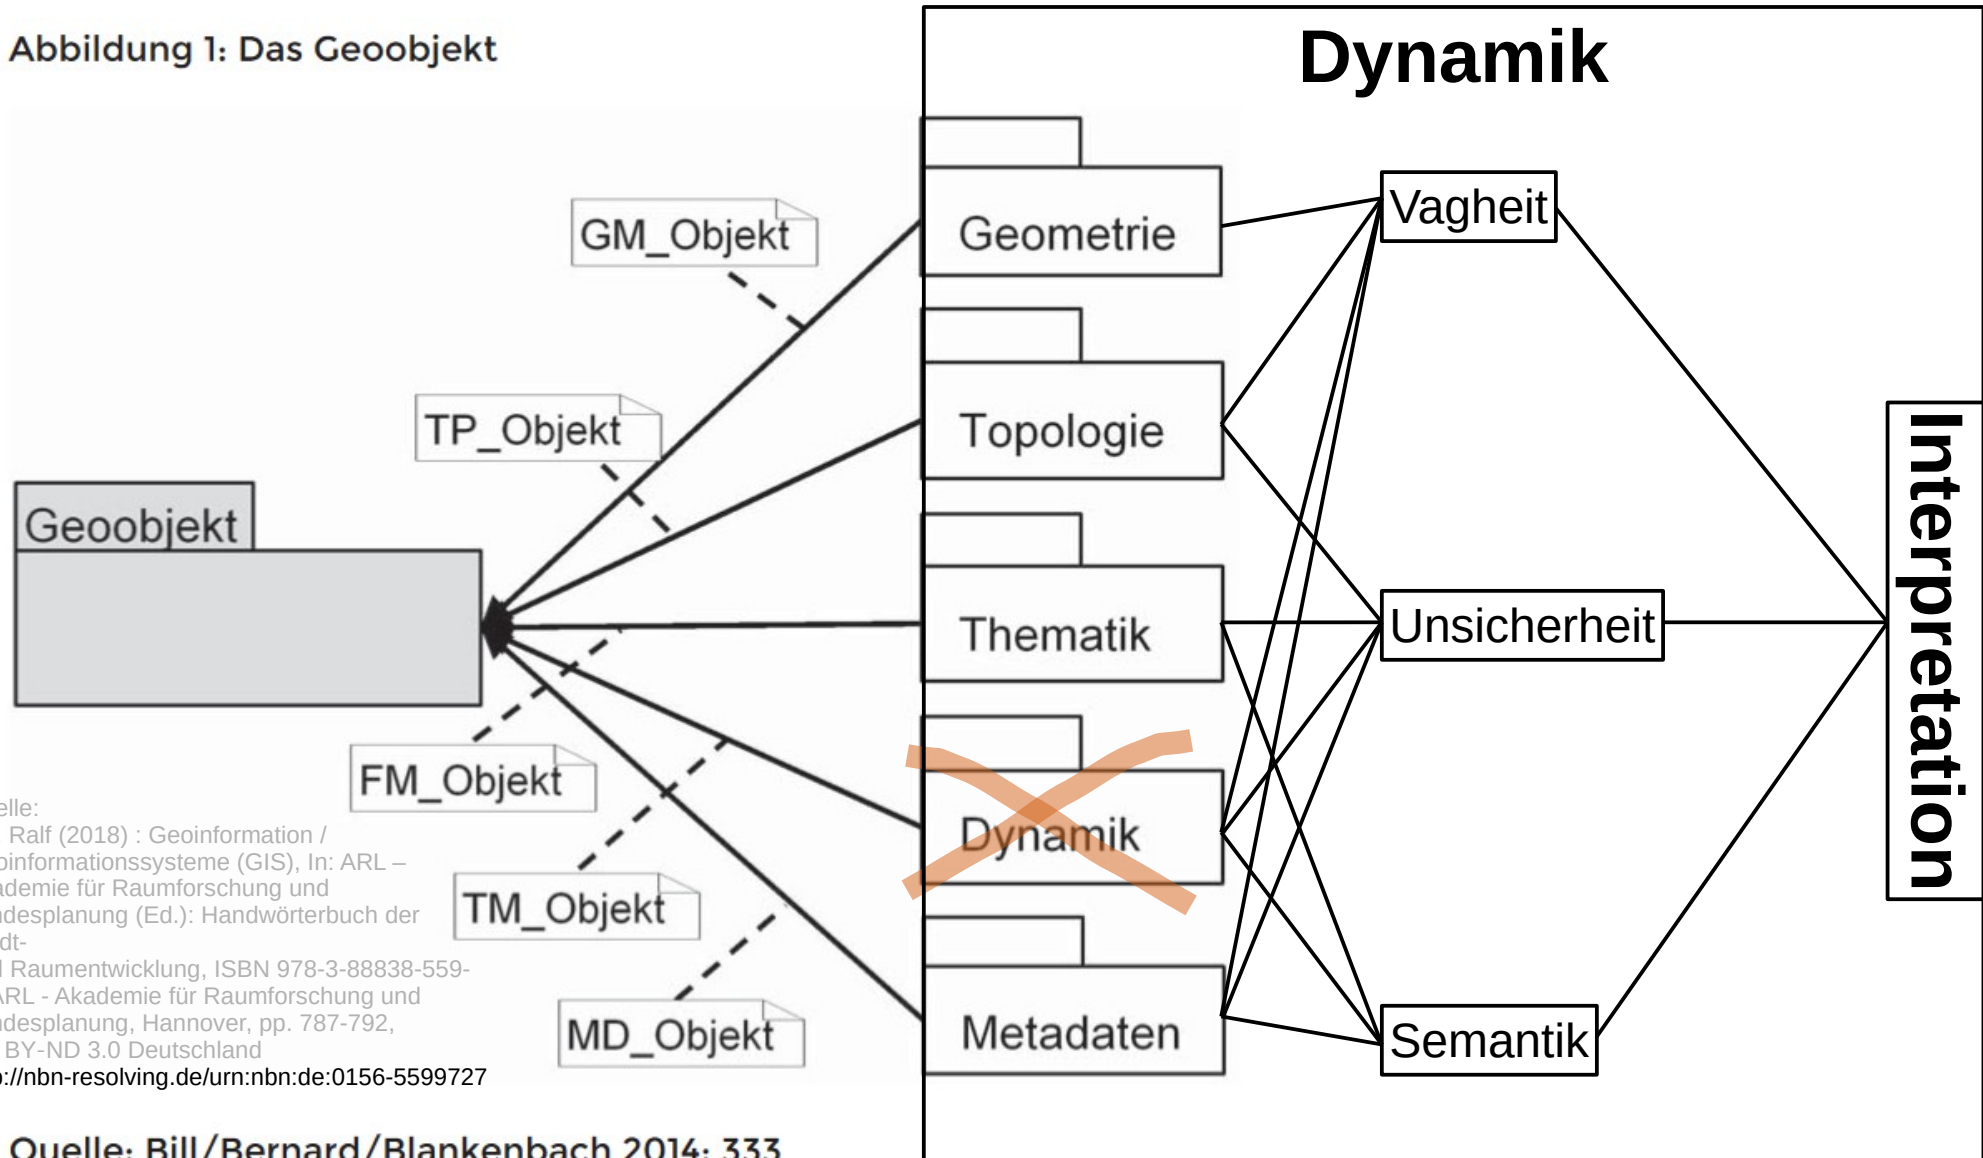 Abbildung 1: Das Geoobjekt
Dynamik
GM_Objekt
Geometrie
Vagheit
TP_Objekt
Topologie
Geoobjekt
Thematik
Unsicherheit
Interpretation
FM_Objekt
Dynamik
TM_Objekt
MD_Objekt
Metadaten
Semantik
elle:
Ralf (2018) : Geoinformation /
oinformationssysteme (GIS), In: ARL –
ademie für Raumforschung und
ndesplanung (Ed.): Handwörterbuch der
dt-
Raumentwicklung, ISBN 978-3-88838-559-
ARL - Akademie für Raumforschung und
ndesplanung, Hannover, pp. 787-792,
BY-ND 3.0 Deutschland
://nbn-resolving.de/urn:nbn:de:0156-5599727
Quelle: Bill/Bernard/Blankenbach 2014: 333